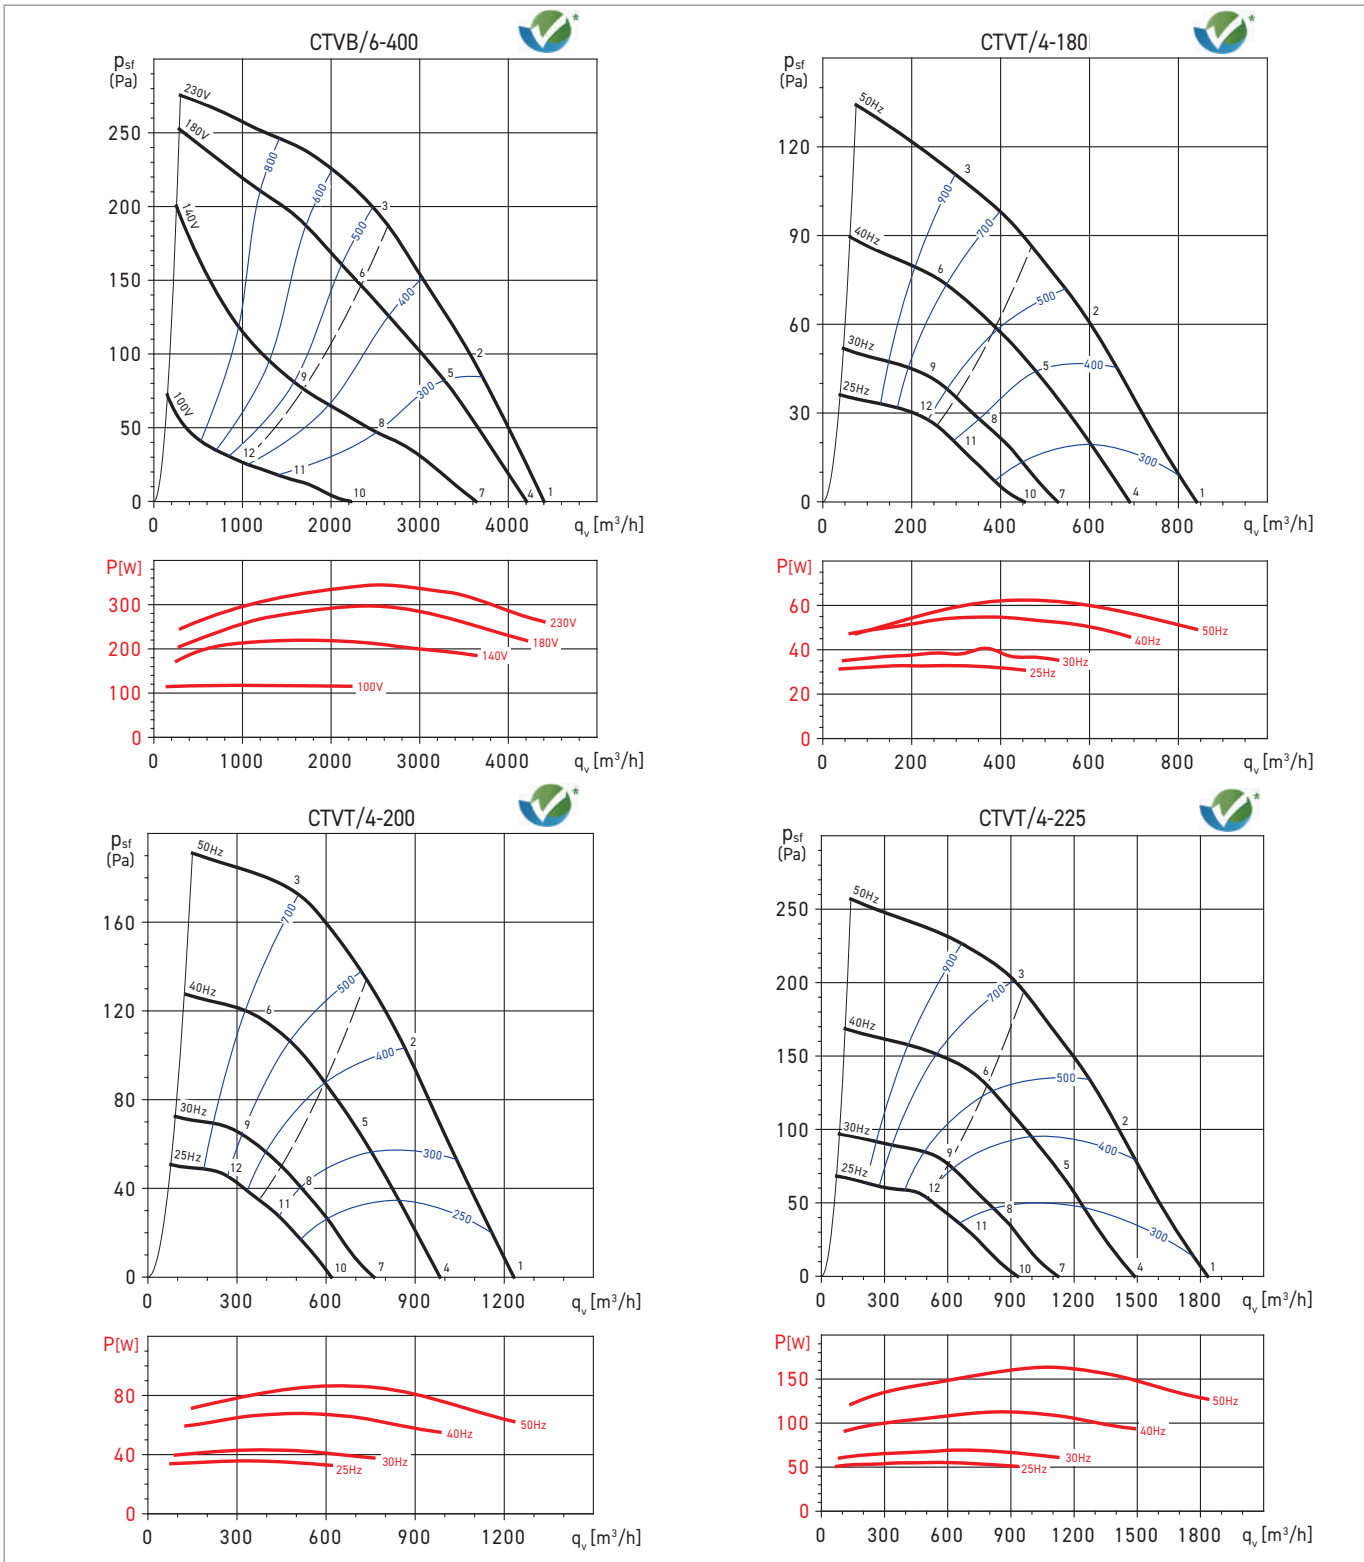 CTVB/6-400
*
psf
(Pa)
250
200
150
100
50
0
230V
180V
140V
100V
800
600
500
400
300
3
6
9
12
2
5
8
11
10
7
4
1
0
1000
2000
3000
4000
qv [m³/h]
P[W]
300
200
100
0
230V
180V
140V
100V
0
1000
2000
3000
4000
qv [m³/h]
CTVT/4-180
*
psf
(Pa)
120
90
60
30
0
50Hz
40Hz
30Hz
25Hz
900
700
500
400
300
3
6
9
12
2
5
8
11
10
7
4
1
0
200
400
600
800
qv [m³/h]
P[W]
60
40
20
0
50Hz
40Hz
30Hz
25Hz
0
200
400
600
800
qv [m³/h]
CTVT/4-200
*
psf
(Pa)
160
120
80
40
0
50Hz
40Hz
30Hz
25Hz
700
500
400
300
250
3
6
9
12
2
5
8
11
10
7
4
1
0
300
600
900
1200
qv [m³/h]
P[W]
80
40
0
50Hz
40Hz
30Hz
25Hz
0
300
600
900
1200
qv [m³/h]
CTVT/4-225
*
psf
(Pa)
250
200
150
100
50
0
50Hz
40Hz
30Hz
25Hz
900
700
500
400
300
3
6
9
12
2
5
8
11
10
7
4
1
0
300
600
900
1200
1500
1800
qv [m³/h]
P[W]
150
100
50
0
50Hz
40Hz
30Hz
25Hz
0
300
600
900
1200
1500
1800
qv [m³/h]